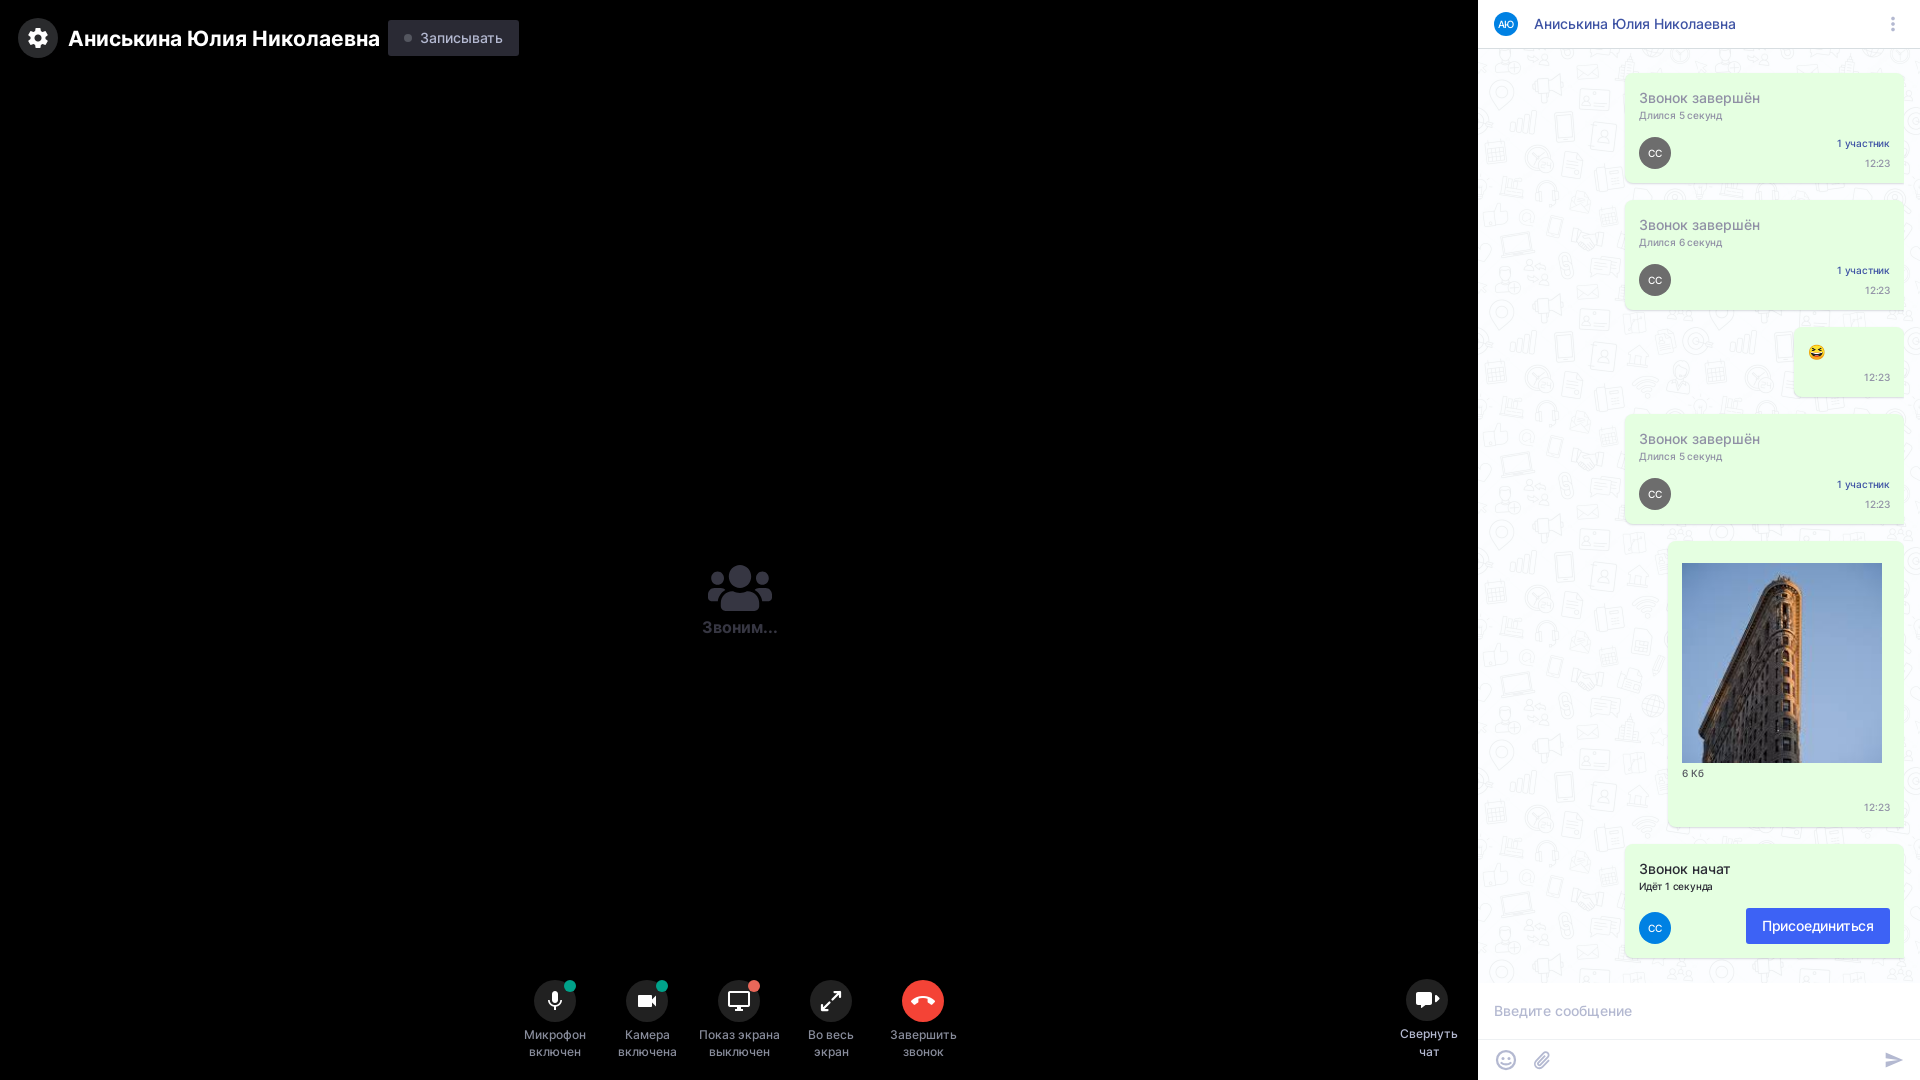 Аниськина Юлия Николаевна
Записывать
Звоним...
Микрофон
включен
Камера
включена
Показ экрана
выключен
Во весь
экран
Завершить
звонок
Свернуть
чат
АЮ
Аниськина Юлия Николаевна
Звонок завершён
Длился 5 секунд
СС
1 участник
12:23
Звонок завершён
Длился 6 секунд
СС
1 участник
12:23
😆
12:23
Звонок завершён
Длился 5 секунд
СС
1 участник
12:23
6 Кб
12:23
Звонок начат
Идёт 1 секунда
СС
Присоединиться
Введите сообщение